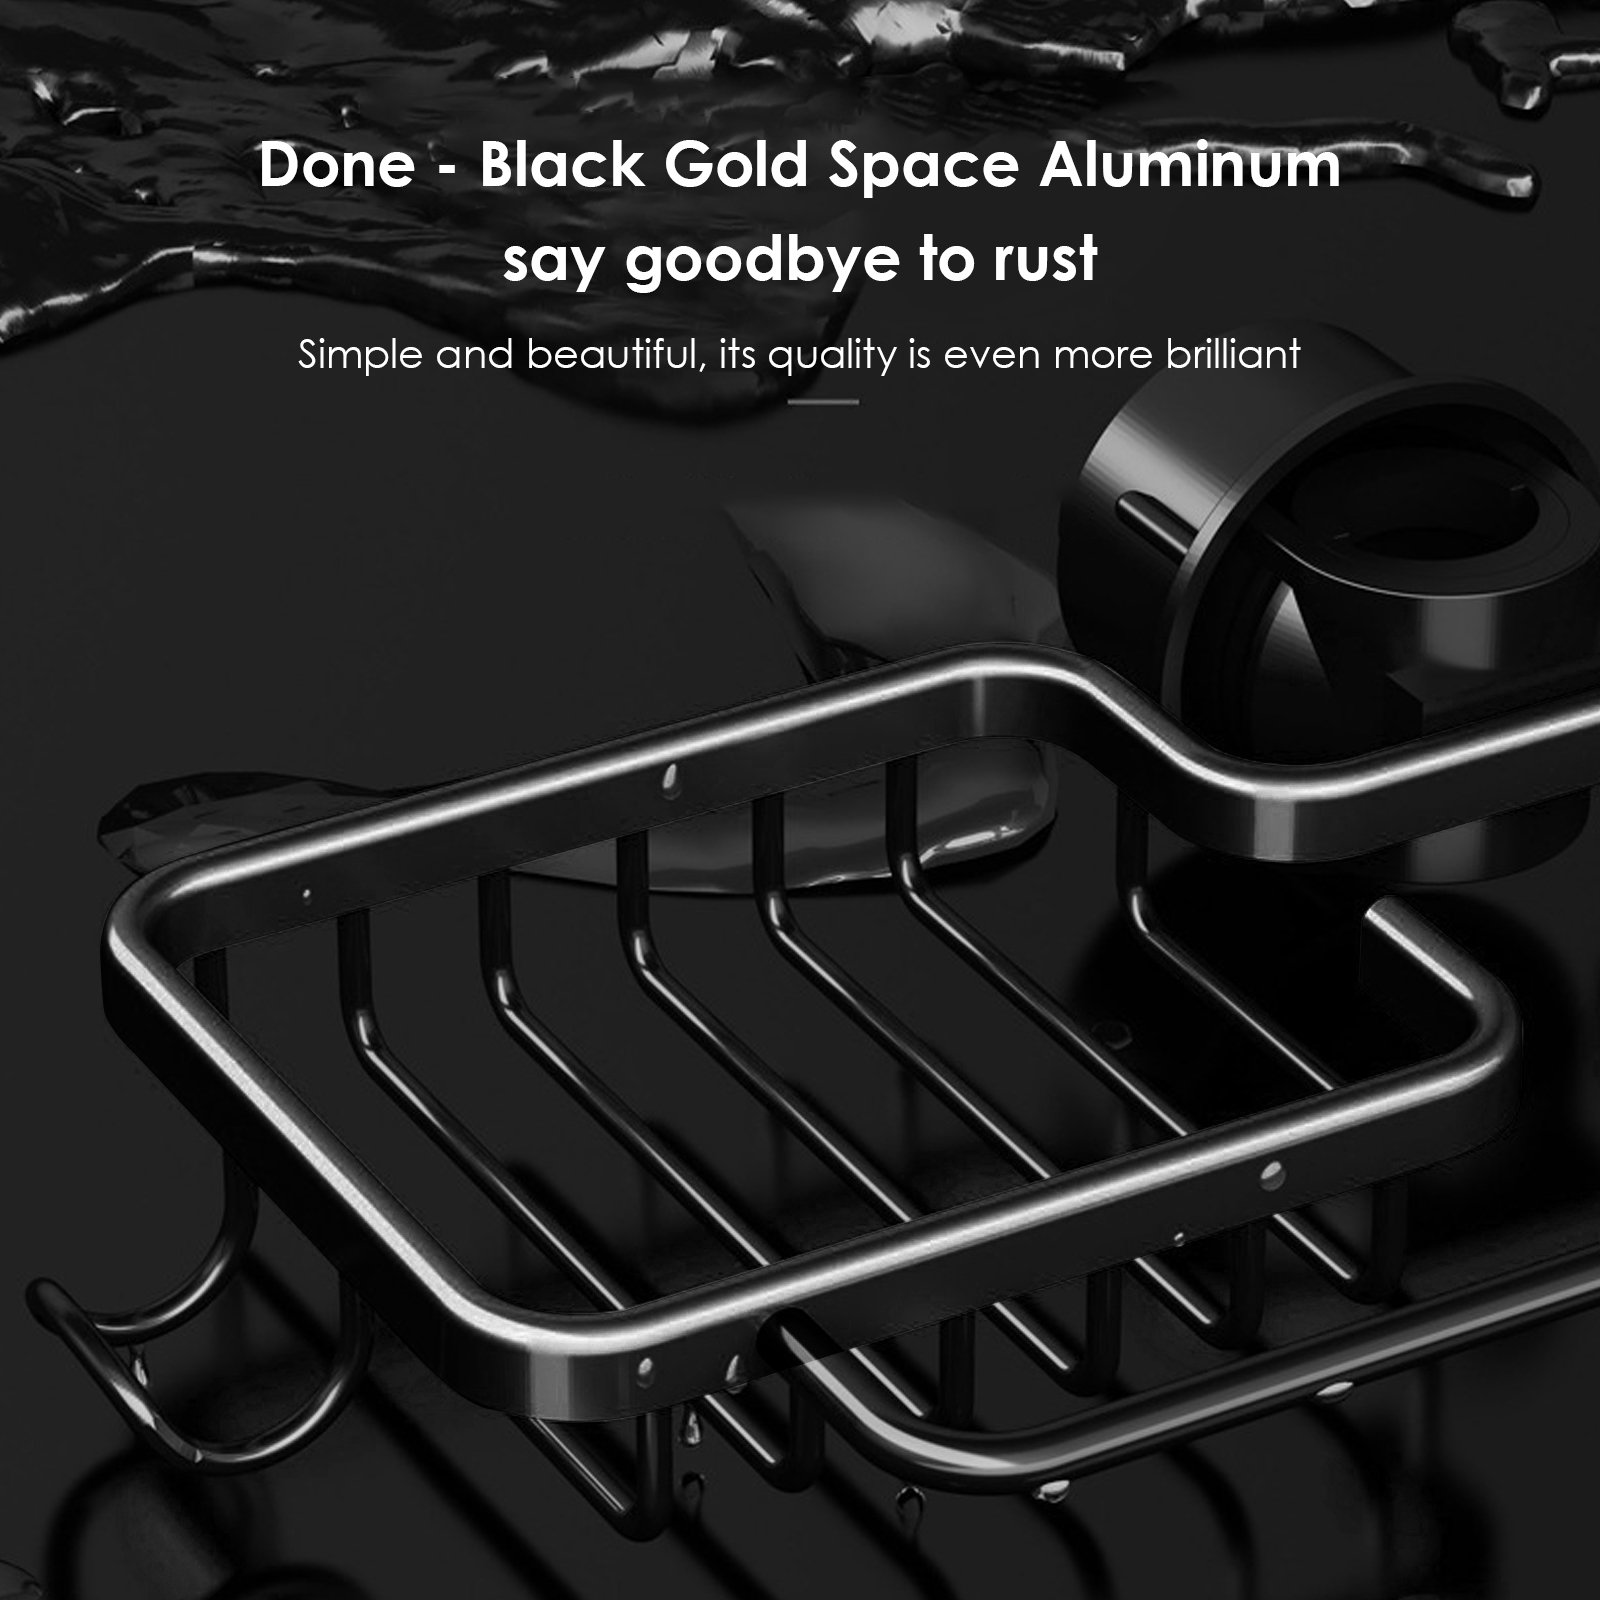 Done - Black Gold Space Aluminum
say goodbye to rust
Simple and beautiful, its quality is even more brilliant